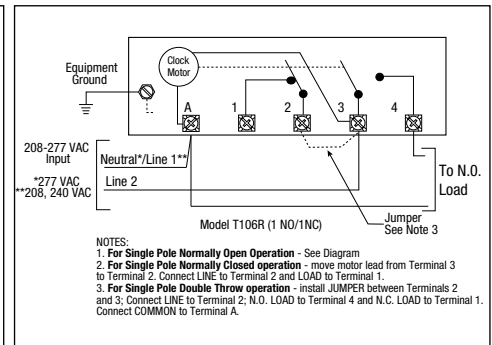 Clock
Motor
Equipment
Ground
A
1
2
3
4
208-277 VAC
Input
*277 VAC
**208, 240 VAC
Neutral*/Line 1**
Line 2
To N.O.
Load
Jumper
See Note 3
Model T106R (1 NO/1NC)
NOTES:
1. For Single Pole Normally Open Operation - See Diagram
2. For Single Pole Normally Closed operation - move motor lead from Terminal 3
to Terminal 2. Connect LINE to Terminal 2 and LOAD to Terminal 1.
3. For Single Pole Double Throw operation - install JUMPER between Terminals 2
and 3; Connect LINE to Terminal 2; N.O. LOAD to Terminal 4 and N.C. LOAD to Terminal 1.
Connect COMMON to Terminal A.